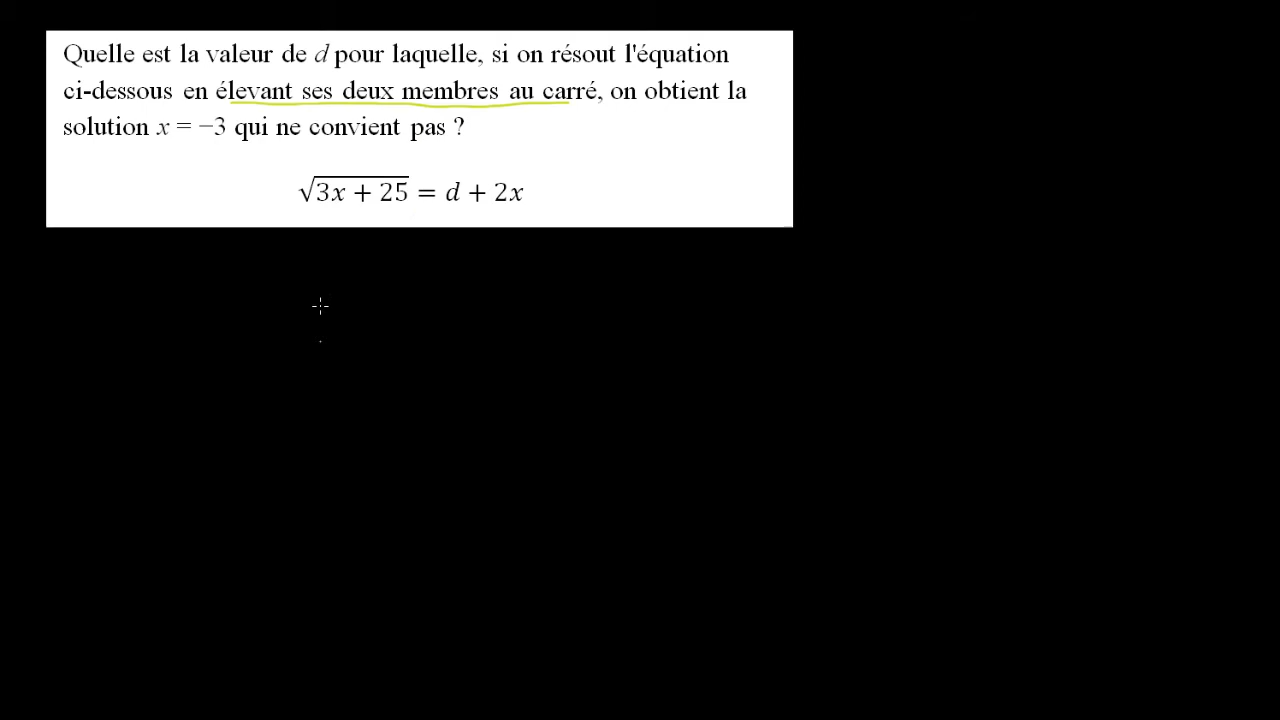 Quelle est la valeur de d pour laquelle, si on résout l'équation
ci-dessous en élevant ses deux membres au carré, on obtient la
solution x = −3 qui ne convient pas ?
√3x + 25 = d + 2x